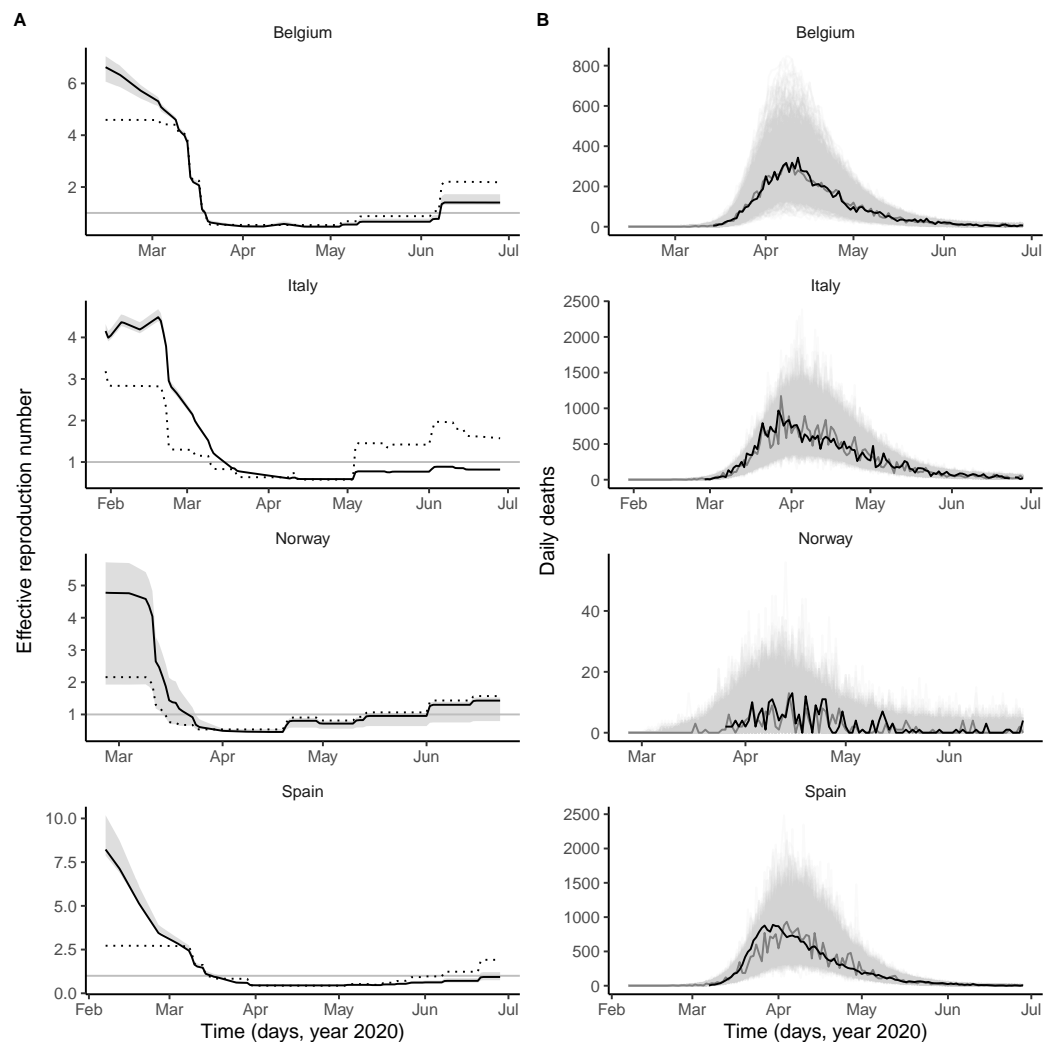 A
Belgium
6
4
2
Mar Apr May Jun Jul
Italy
4
3
2
1
Feb Mar Apr May Jun Jul
Norway
5
4
3
2
1
Mar Apr May Jun
Spain
10.0
7.5
5.0
2.5
0.0
Feb Mar Apr May Jun Jul
Effective reproduction number
Time (days, year 2020)
B
Belgium
800
600
400
200
0
Mar Apr May Jun Jul
Italy
2500
2000
1500
1000
500
0
Feb Mar Apr May Jun Jul
Norway
40
20
0
Mar Apr May Jun
Spain
2500
2000
1500
1000
500
0
Feb Mar Apr May Jun Jul
Daily deaths
Time (days, year 2020)